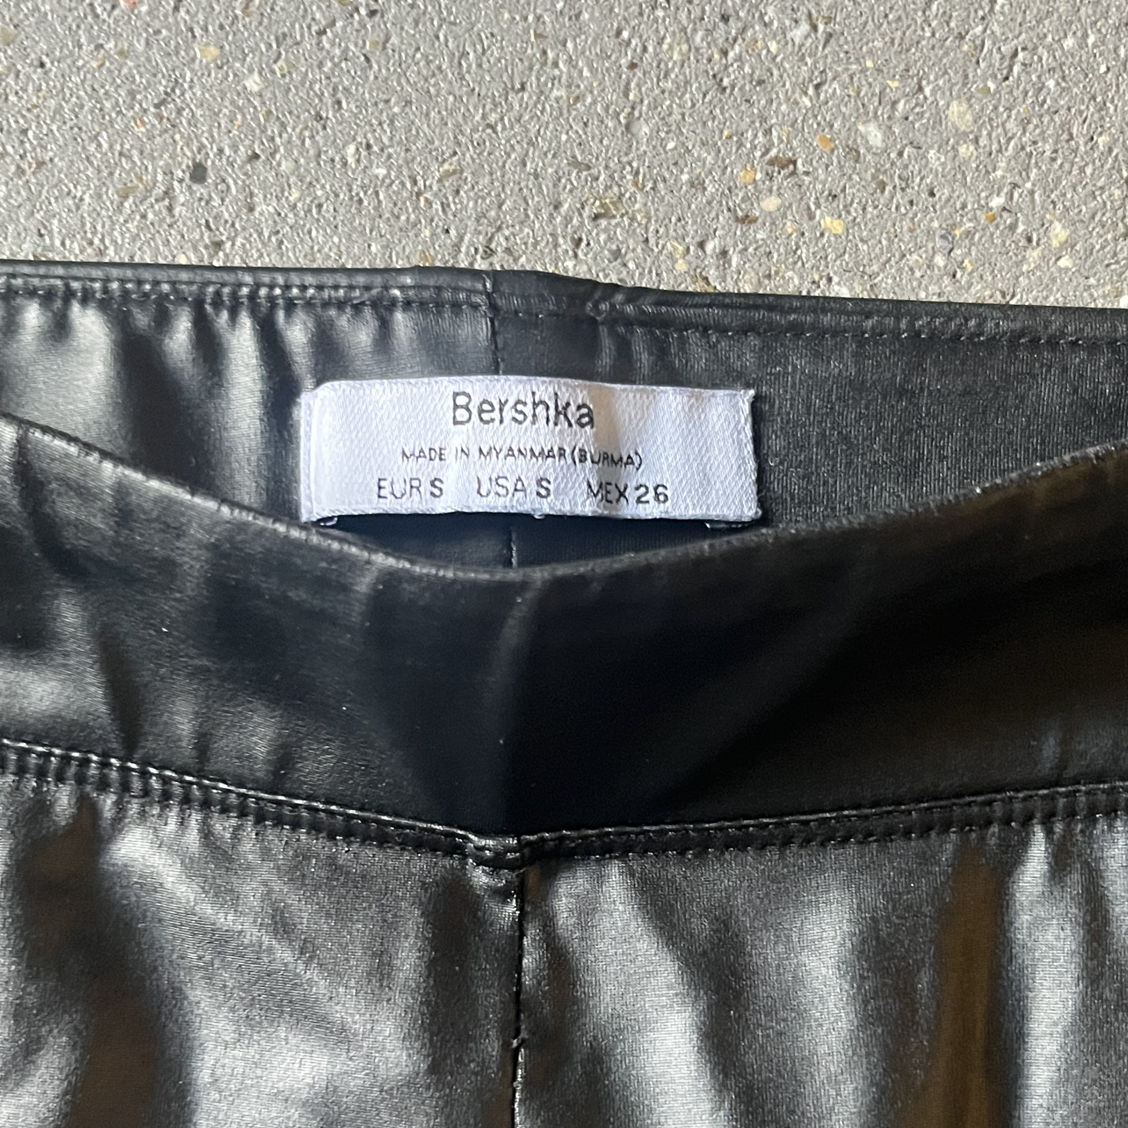 Bershka
MADE IN MYANMAR (BURMA)
EUR S USA S MEX 26